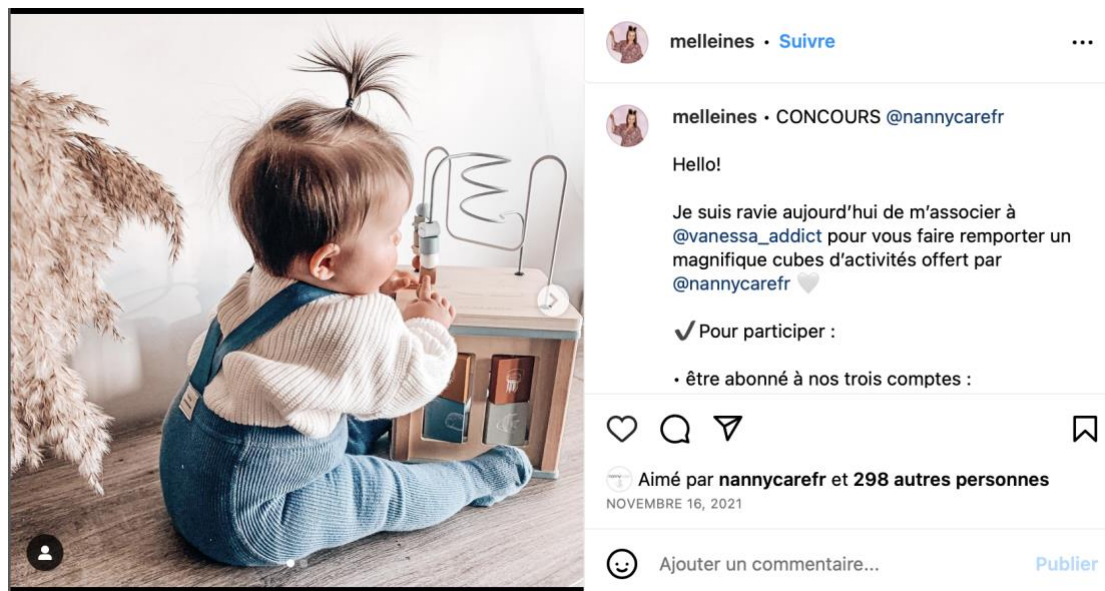 melleines • Suivre
melleines • CONCOURS @nannycarefr
Hello!
Je suis ravie aujourd’hui de m’associer à
@vanessa_addict pour vous faire remporter un
magnifique cubes d’activités offert par
@nannycarefr 🤍
✔️Pour participer :
• être abonné à nos trois comptes :
Aimé par nannycarefr et 298 autres personnes
NOVEMBRE 16, 2021
Ajouter un commentaire...
Publier